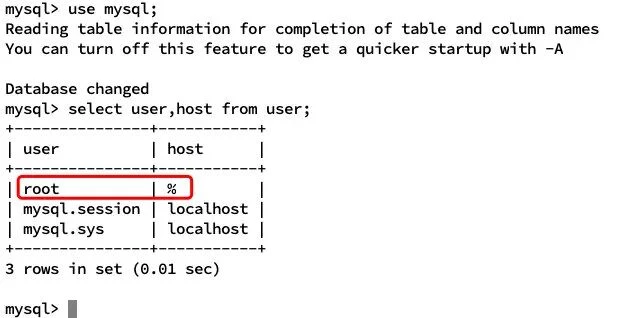 mysql> use mysql;
Reading table information for completion of table and column names
You can turn off this feature to get a quicker startup with -A
Database changed
mysql> select user,host from user;
+---------------+-----------+
| user          | host      |
+---------------+-----------+
| root          | %         |
| mysql.session | localhost |
| mysql.sys     | localhost |
+---------------+-----------+
3 rows in set (0.01 sec)
mysql>